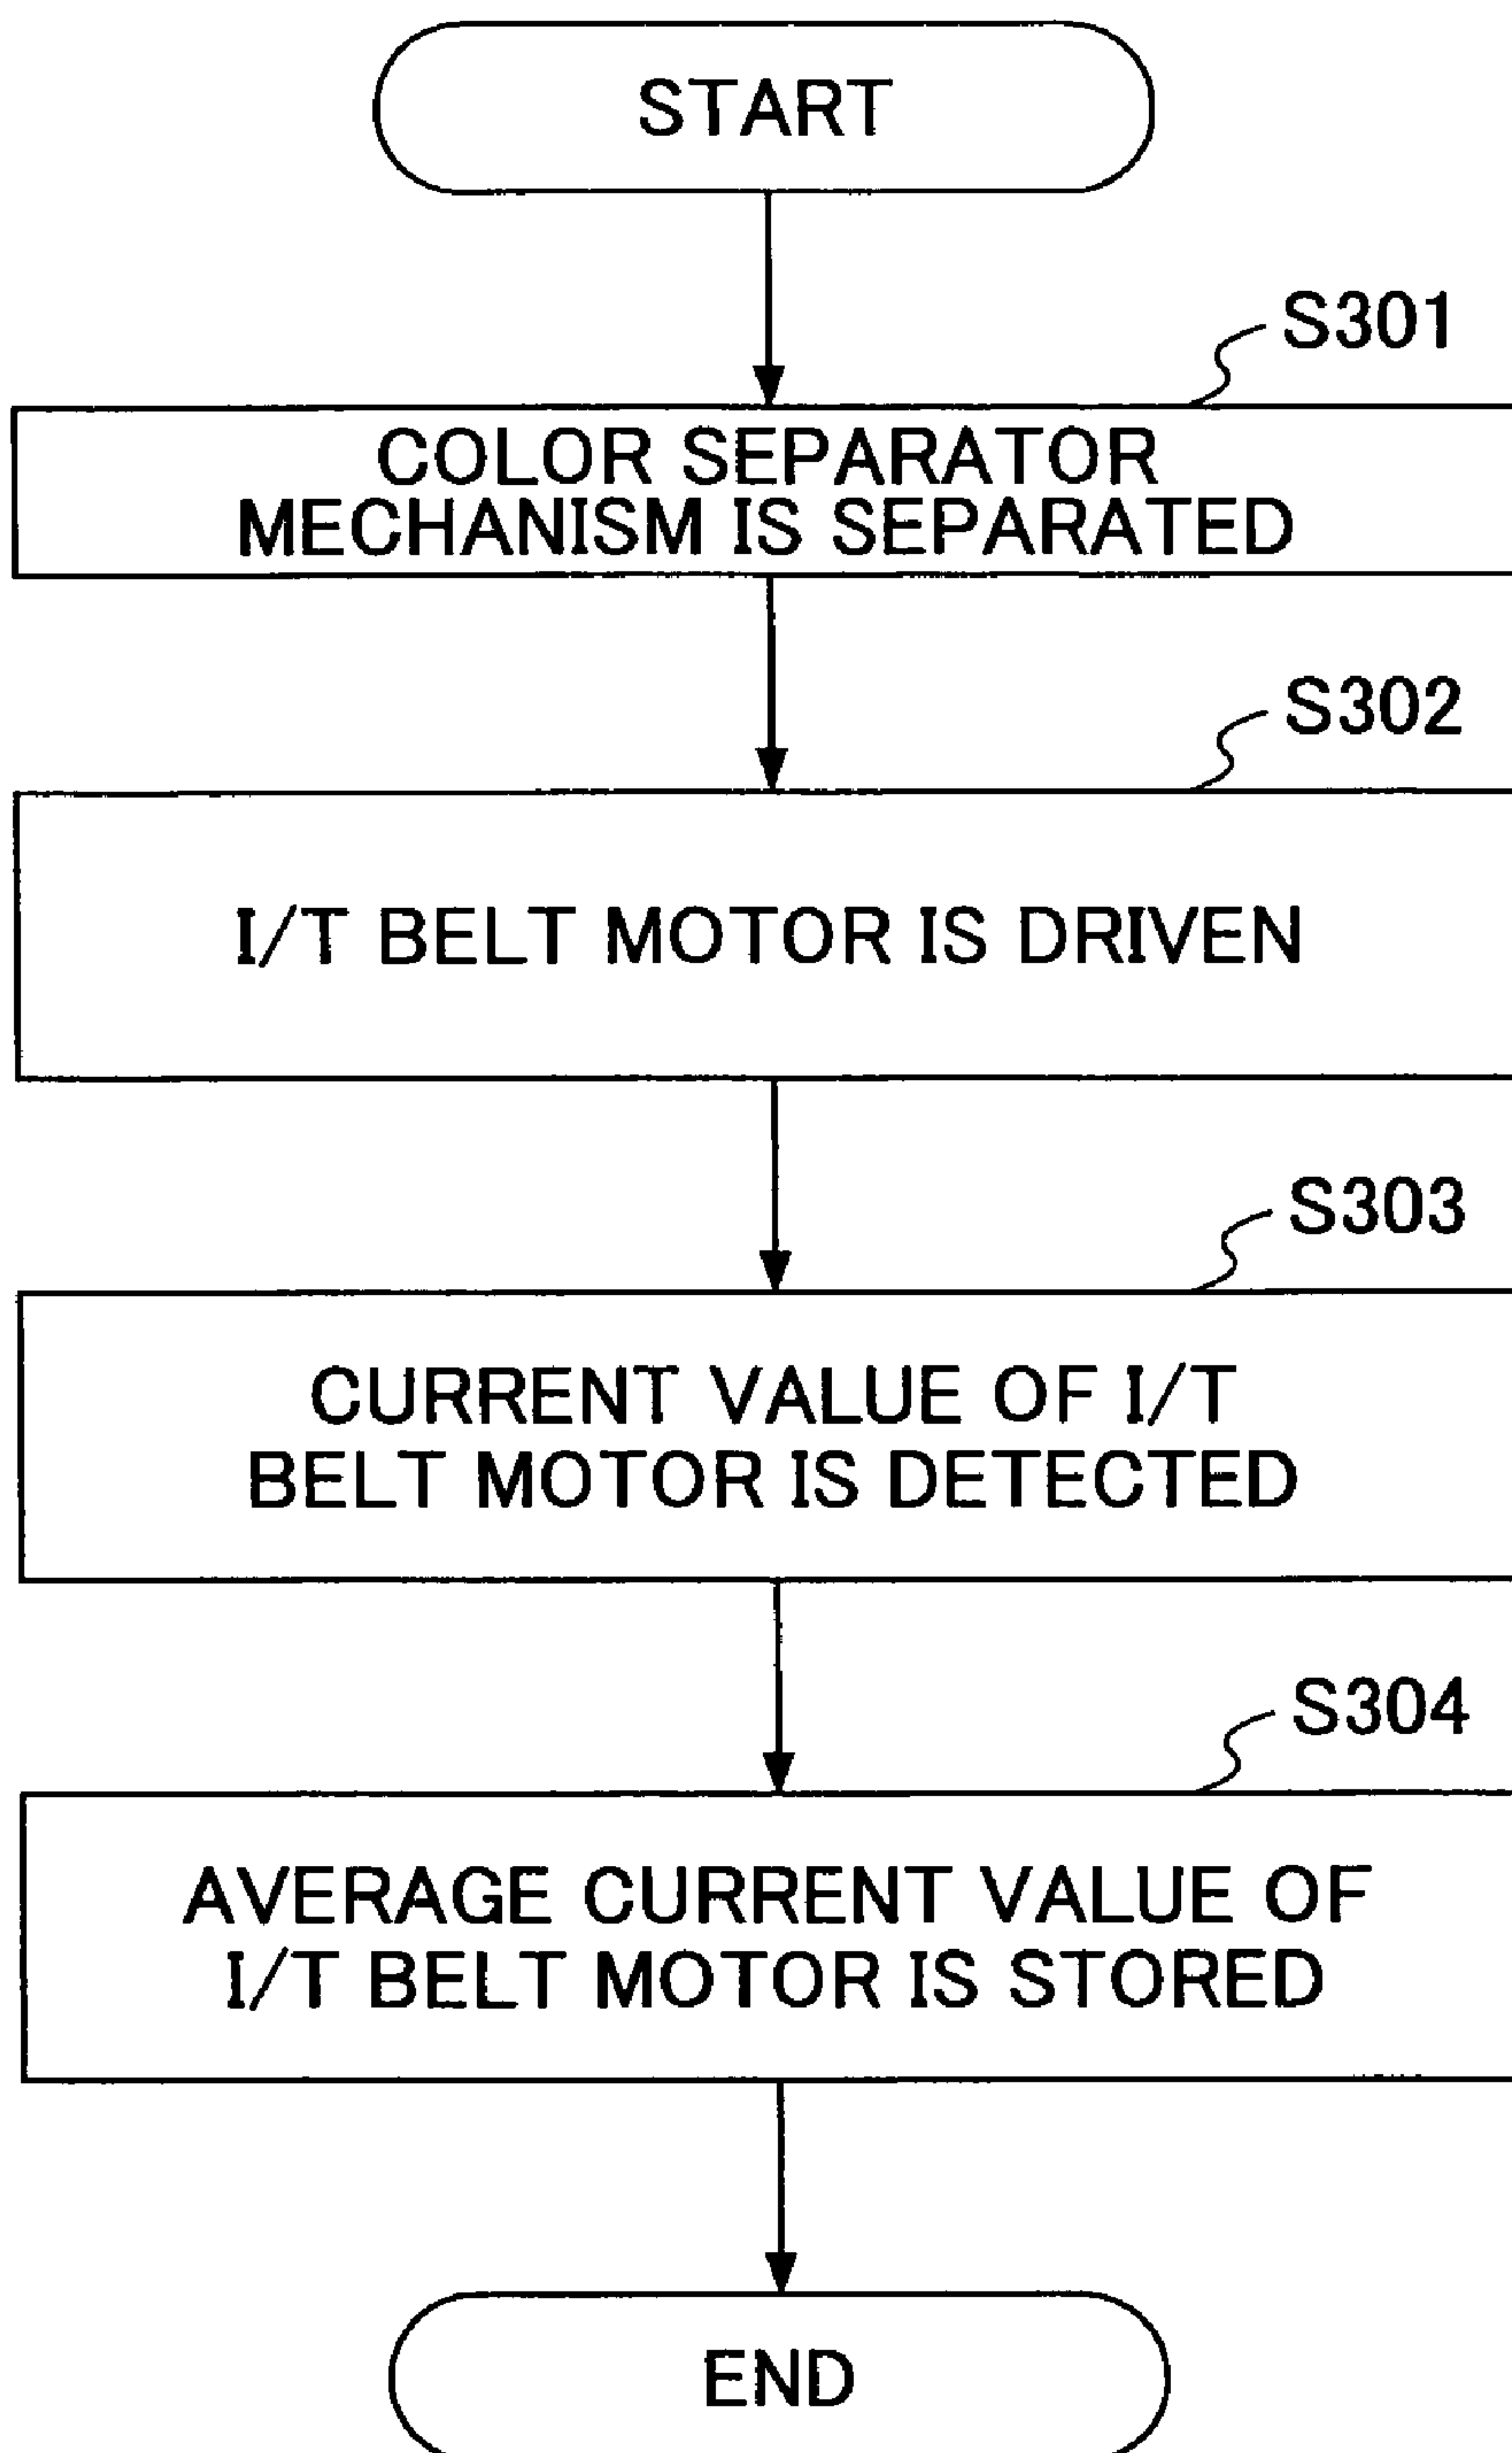 START
S301
COLOR SEPARATOR
MECHANISM IS SEPARATED
S302
I/T BELT MOTOR IS DRIVEN
S303
CURRENT VALUE OF I/T
BELT MOTOR IS DETECTED
S304
AVERAGE CURRENT VALUE OF
I/T BELT MOTOR IS STORED
END